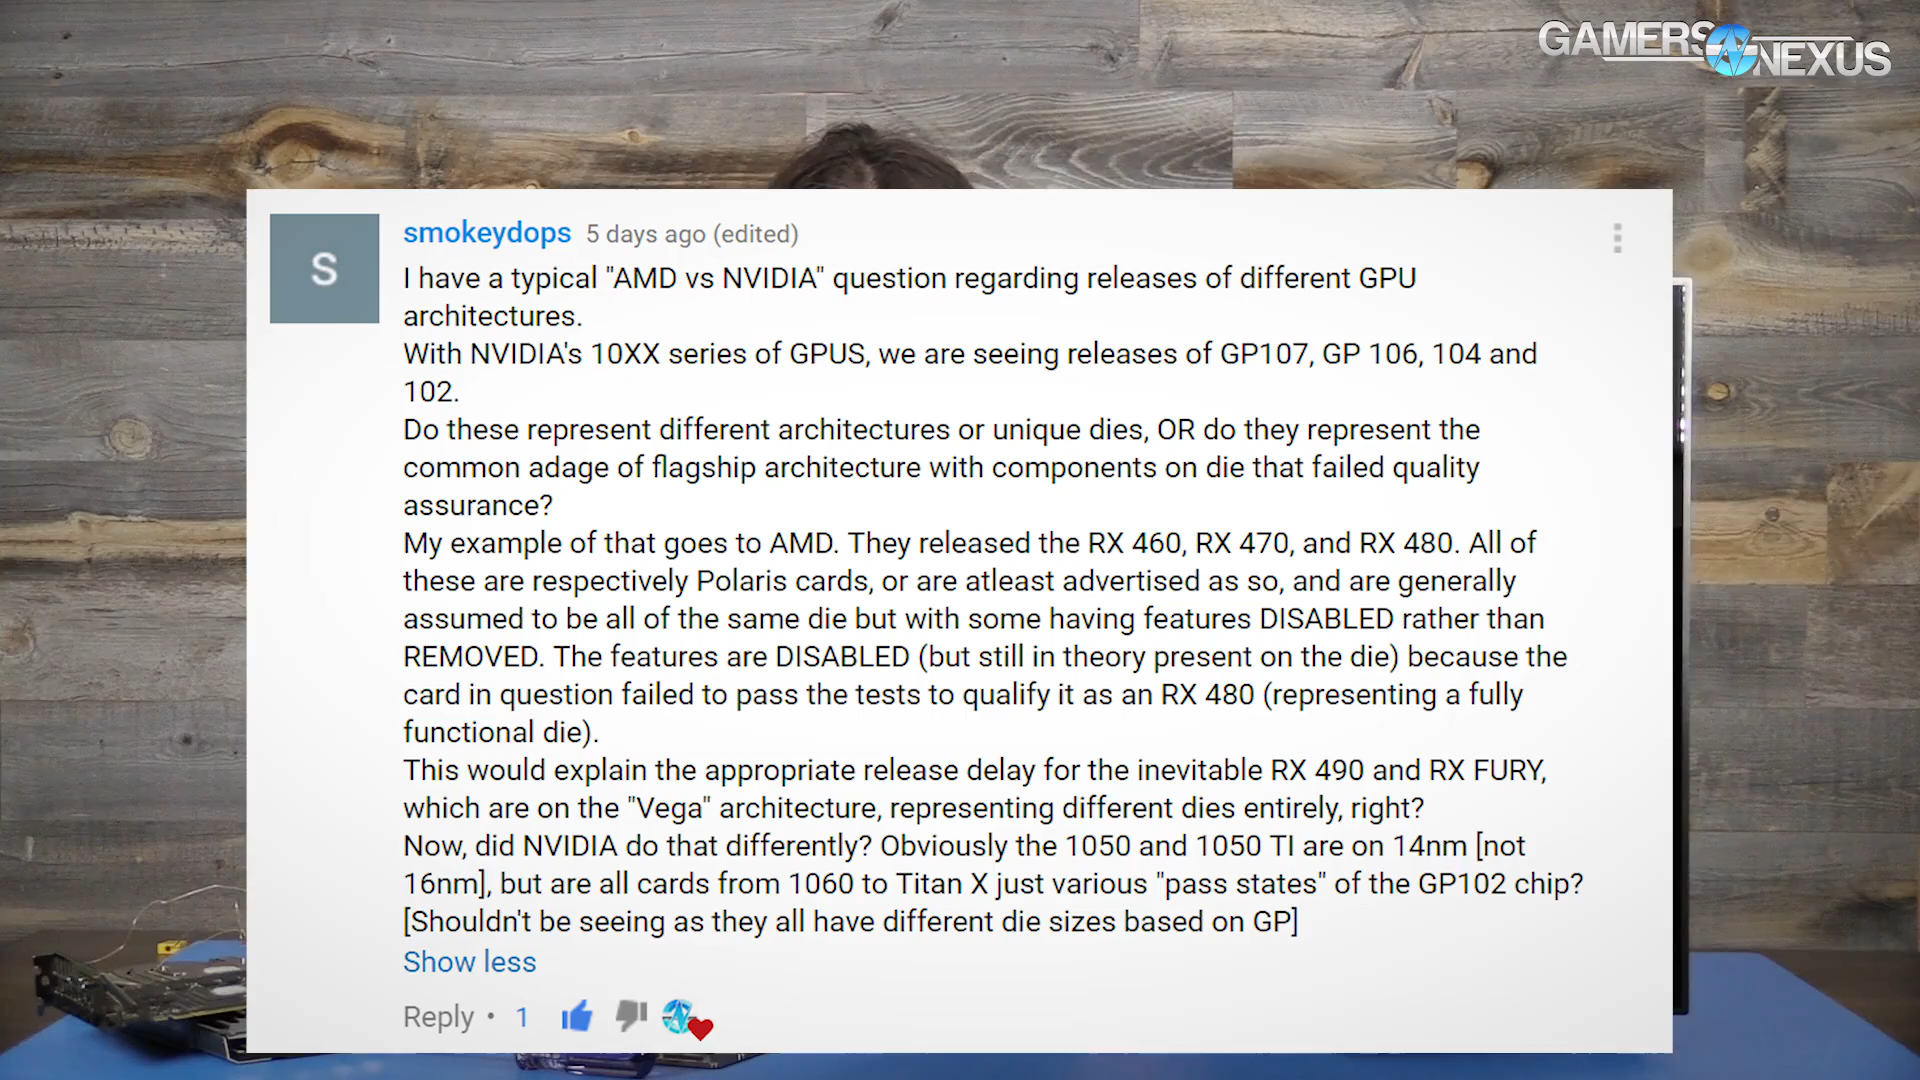 GAMERS NEXUS
S
smokeydops 5 days ago (edited)
I have a typical "AMD vs NVIDIA" question regarding releases of different GPU
architectures.
With NVIDIA's 10XX series of GPUS, we are seeing releases of GP107, GP 106, 104 and
102.
Do these represent different architectures or unique dies, OR do they represent the
common adage of flagship architecture with components on die that failed quality
assurance?
My example of that goes to AMD. They released the RX 460, RX 470, and RX 480. All of
these are respectively Polaris cards, or are atleast advertised as so, and are generally
assumed to be all of the same die but with some having features DISABLED rather than
REMOVED. The features are DISABLED (but still in theory present on the die) because the
card in question failed to pass the tests to qualify it as an RX 480 (representing a fully
functional die).
This would explain the appropriate release delay for the inevitable RX 490 and RX FURY,
which are on the "Vega" architecture, representing different dies entirely, right?
Now, did NVIDIA do that differently? Obviously the 1050 and 1050 TI are on 14nm [not
16nm], but are all cards from 1060 to Titan X just various "pass states" of the GP102 chip?
[Shouldn't be seeing as they all have different die sizes based on GP]
Show less
Reply • 1